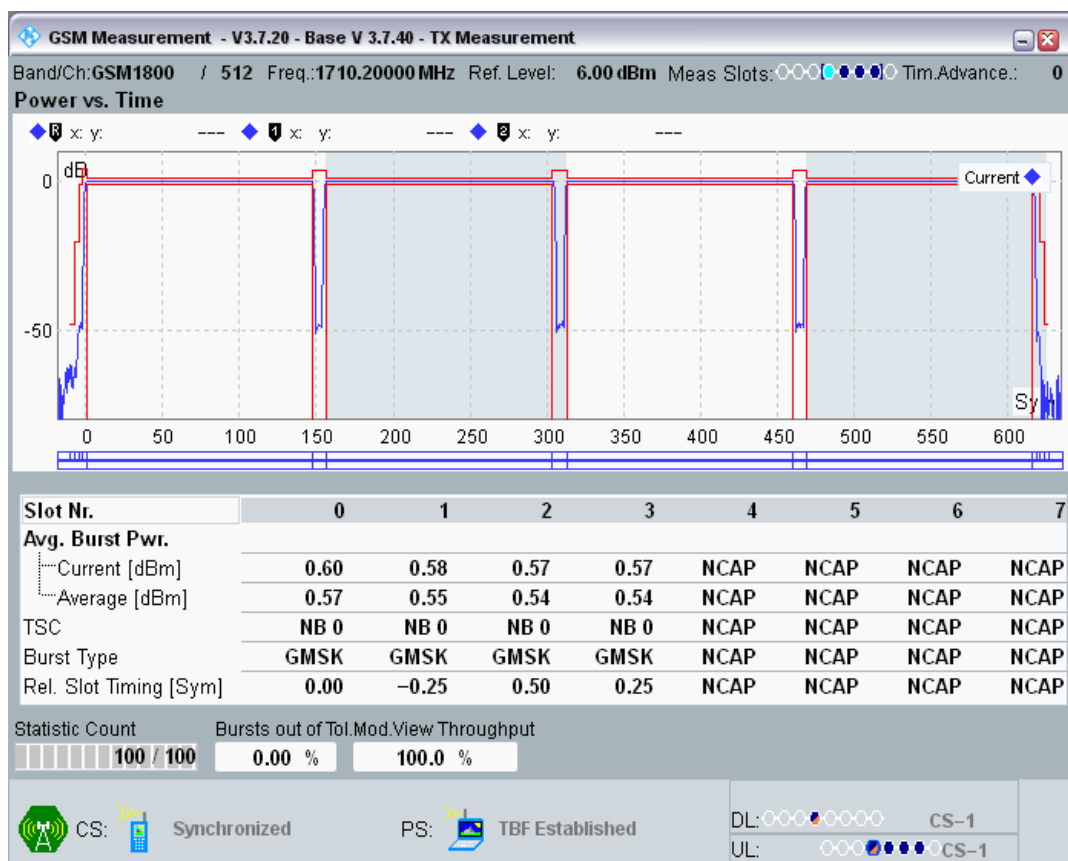 GSM Measurement - V3.7.20 - Base V 3.7.40 - TX Measurement
Band/Ch:GSM1800 / 512 Freq.:1710.20000 MHz Ref. Level: 6.00 dBm Meas Slots: Tim.Advance.: 0
Power vs. Time
R x: y: --- 1 x: y: --- 2 x: y: ---
dB
Current
0
-50
Sy
0 50 100 150 200 250 300 350 400 450 500 550 600
Slot Nr. 0 1 2 3 4 5 6 7
Avg. Burst Pwr.
Current [dBm] 0.60 0.58 0.57 0.57 NCAP NCAP NCAP NCAP
Average [dBm] 0.57 0.55 0.54 0.54 NCAP NCAP NCAP NCAP
TSC NB 0 NB 0 NB 0 NB 0 NCAP NCAP NCAP NCAP
Burst Type GMSK GMSK GMSK GMSK NCAP NCAP NCAP NCAP
Rel. Slot Timing [Sym] 0.00 −0.25 0.50 0.25 NCAP NCAP NCAP NCAP
Statistic Count Bursts out of Tol.Mod.View Throughput
100 / 100 0.00 % 100.0 %
CS: Synchronized PS: TBF Established
DL: CS−1
UL: CS−1